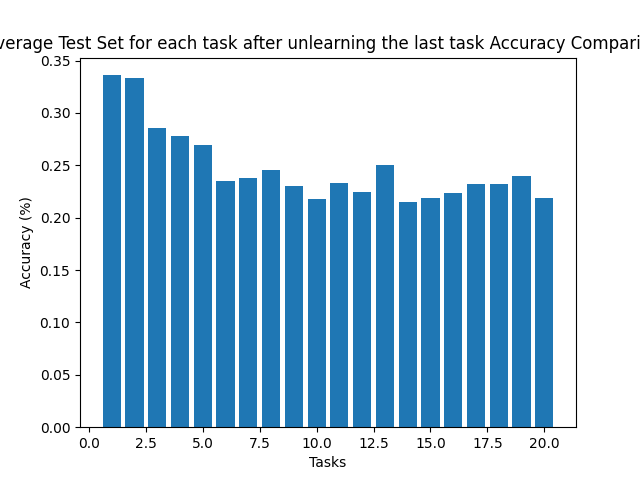 verage Test Set for each task after unlearning the last task Accuracy Compari
0.35
0.30
0.25
0.20
0.15
0.10
0.05
0.00
Accuracy (%)
0.0 2.5 5.0 7.5 10.0 12.5 15.0 17.5 20.0
Tasks